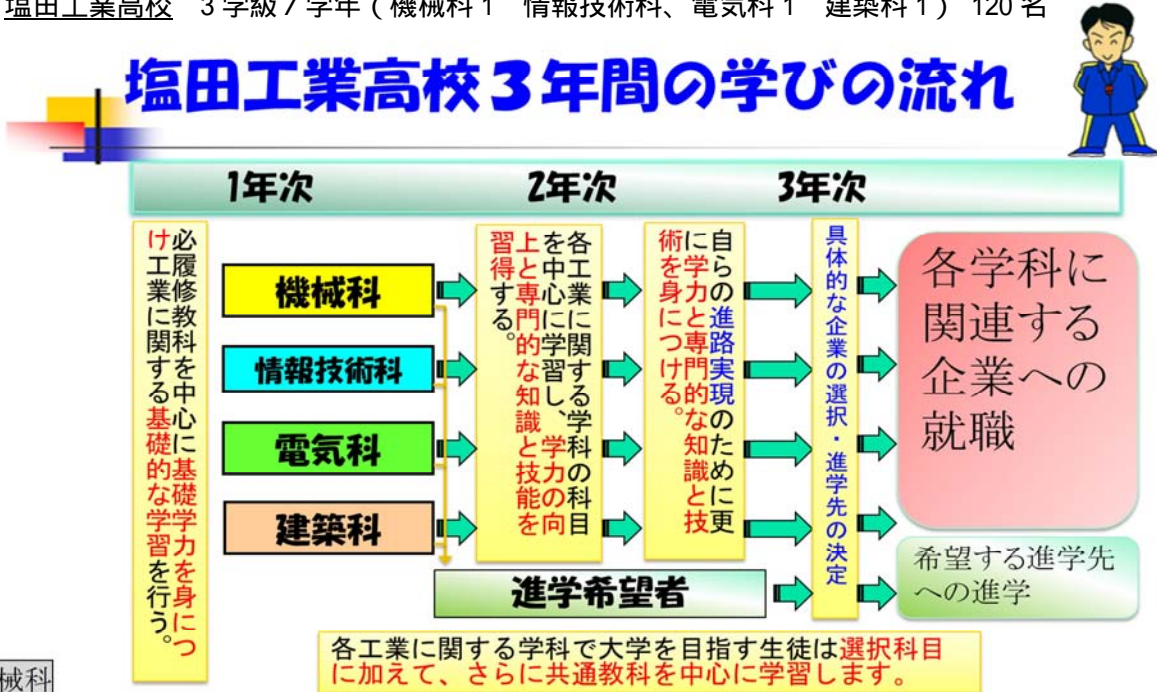 塩田工業高校 3学級/学年(機械科1 情報技術科、電気科1 建築科1) 120名
塩田工業高校3年間の学びの流れ
1年次 2年次 3年次
必履修教科を中心に基礎学力を身につ
け工業に関する基礎的な学習を行う。
機械科
情報技術科
電気科
建築科
各工業に関する学科の科目
を中心に学習し、学力の向
上と専門的な知識と技能を
習得する。
自らの進路実現のために更
に学力と専門的な知識と技
術を身につける。
具体的な企業の選択・進学先の決定
各学科に
関連する
企業への
就職
進学希望者
希望する進学先
への進学
各工業に関する学科で大学を目指す生徒は選択科目
に加えて、さらに共通教科を中心に学習します。
械科